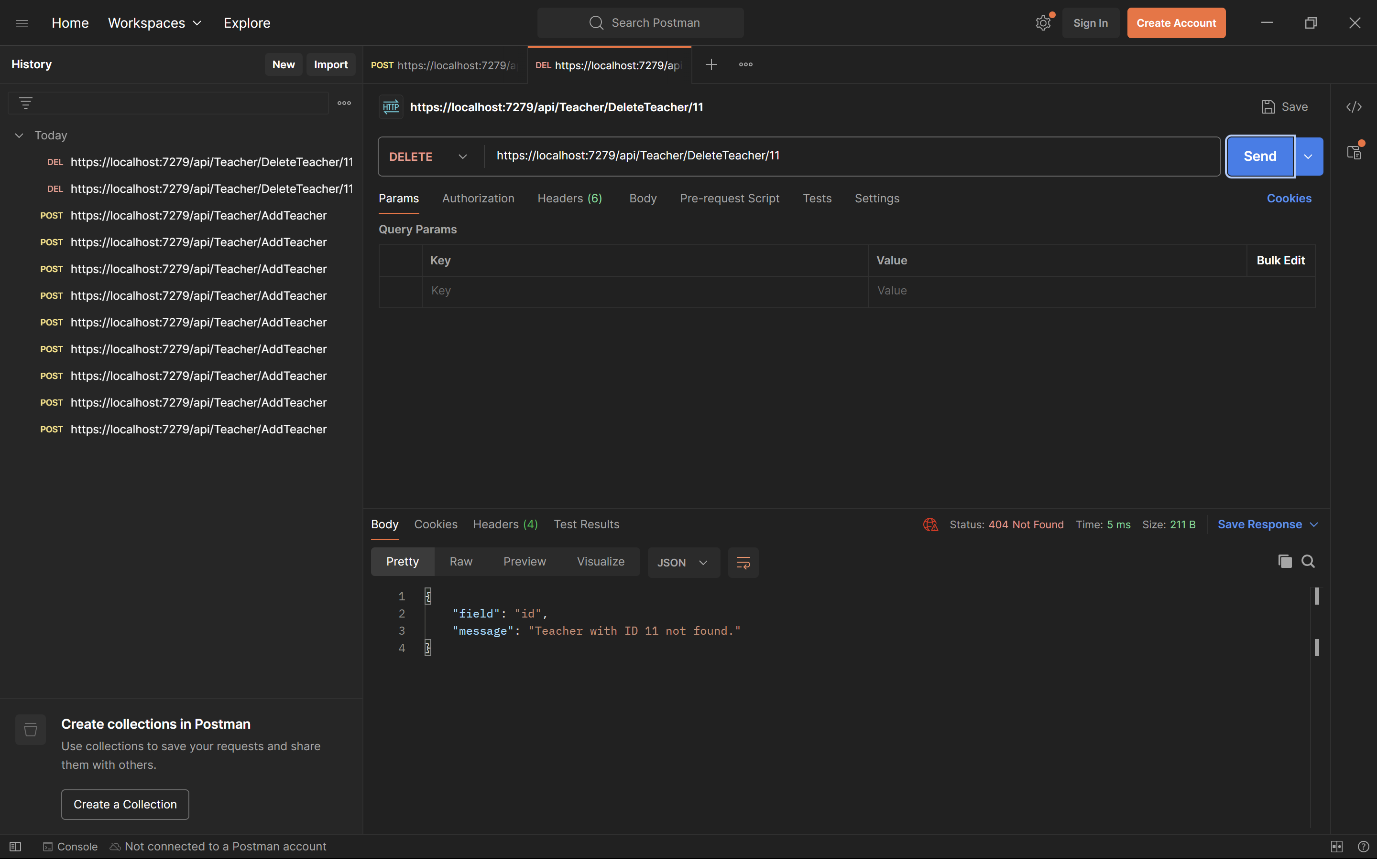 Home Workspaces Explore Search Postman Sign In Create Account
History New Import
POST https://localhost:7279/a DEL https://localhost:7279/api
HTTP https://localhost:7279/api/Teacher/DeleteTeacher/11 Save </>
Today
DEL https://localhost:7279/api/Teacher/DeleteTeacher/11
DEL https://localhost:7279/api/Teacher/DeleteTeacher/11
POST https://localhost:7279/api/Teacher/AddTeacher
POST https://localhost:7279/api/Teacher/AddTeacher
POST https://localhost:7279/api/Teacher/AddTeacher
POST https://localhost:7279/api/Teacher/AddTeacher
POST https://localhost:7279/api/Teacher/AddTeacher
POST https://localhost:7279/api/Teacher/AddTeacher
POST https://localhost:7279/api/Teacher/AddTeacher
POST https://localhost:7279/api/Teacher/AddTeacher
POST https://localhost:7279/api/Teacher/AddTeacher
DELETE https://localhost:7279/api/Teacher/DeleteTeacher/11 Send
Params Authorization Headers (6) Body Pre-request Script Tests Settings Cookies
Query Params
Key Value Bulk Edit
Key Value
Body Cookies Headers (4) Test Results Status: 404 Not Found Time: 5 ms Size: 211 B Save Response
Pretty Raw Preview Visualize JSON
1 {
2 "field": "id",
3 "message": "Teacher with ID 11 not found."
4 }
Create collections in Postman
Use collections to save your requests and share
them with others.
Create a Collection
Console Not connected to a Postman account